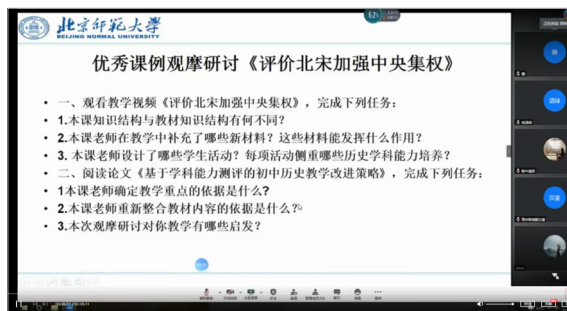 北京师范大学
BEIJING NORMAL UNIVERSITY
62
优秀课例观摩研讨《评价北宋加强中央集权》
• 一、观看教学视频《评价北宋加强中央集权》，完成下列任务：
• 1.本课知识结构与教材知识结构有何不同？
• 2.本课老师在教学中补充了哪些新材料？这些材料能发挥什么作用？
• 3. 本课老师设计了哪些学生活动？每项活动侧重哪些历史学科能力培养？
• 二、阅读论文《基于学科能力测评的初中历史教学改进策略》，完成下列任务：
• 1本课老师确定教学重点的依据是什么?
• 2.本课老师重新整合教材内容的依据是什么？
• 3.本次观摩研讨对你教学有哪些启发？